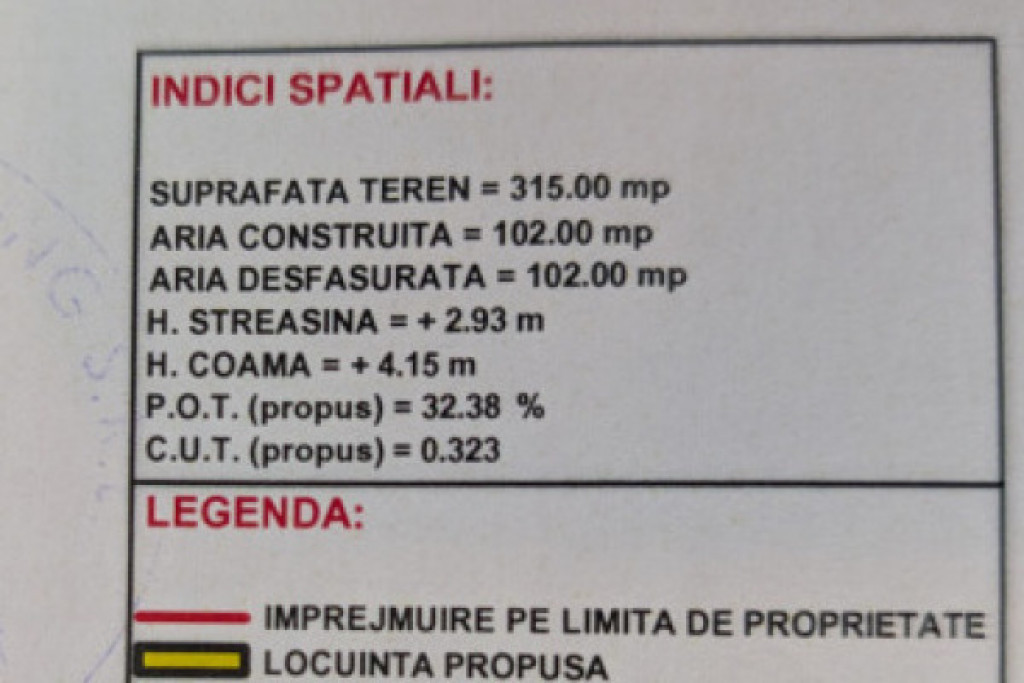 INDICI SPATIALI:
SUPRAFATA TEREN = 315.00 mp
ARIA CONSTRUITA = 102.00 mp
ARIA DESFASURATA = 102.00 mp
H. STREASINA = + 2.93 m
H. COAMA = + 4.15 m
P.O.T. (propus) = 32.38 %
C.U.T. (propus) = 0.323
LEGENDA:
IMPREJMUIRE PE LIMITA DE PROPRIETATE
LOCUINTA PROPUSA